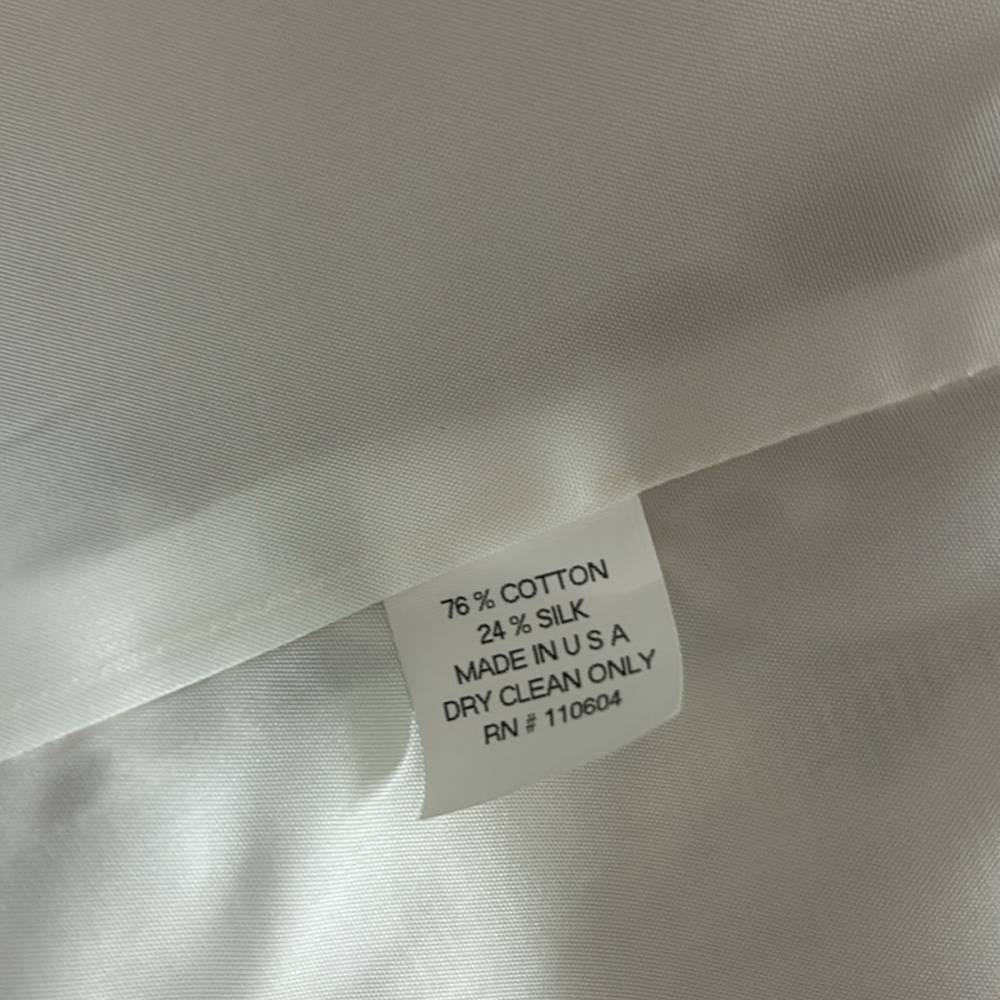 76 % COTTON
24 % SILK
MADE IN U S A
DRY CLEAN ONLY
RN # 110604